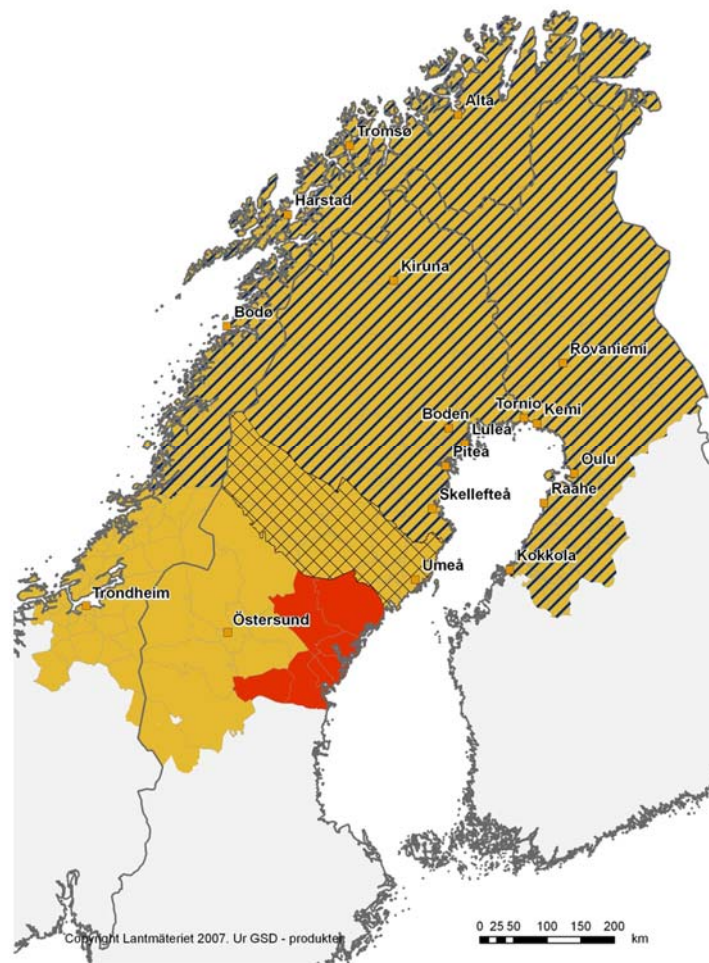 Alta
Tromsø
Harstad
Kiruna
Bodø
Rovaniemi
Tornio
Kemi
Boden
Luleå
Piteå
Oulu
Skellefteå
Raahe
Kokkola
Umeå
Trondheim
Östersund
Copyright Lantmäteriet 2007. Ur GSD - produkter
0 25 50 100 150 200
km